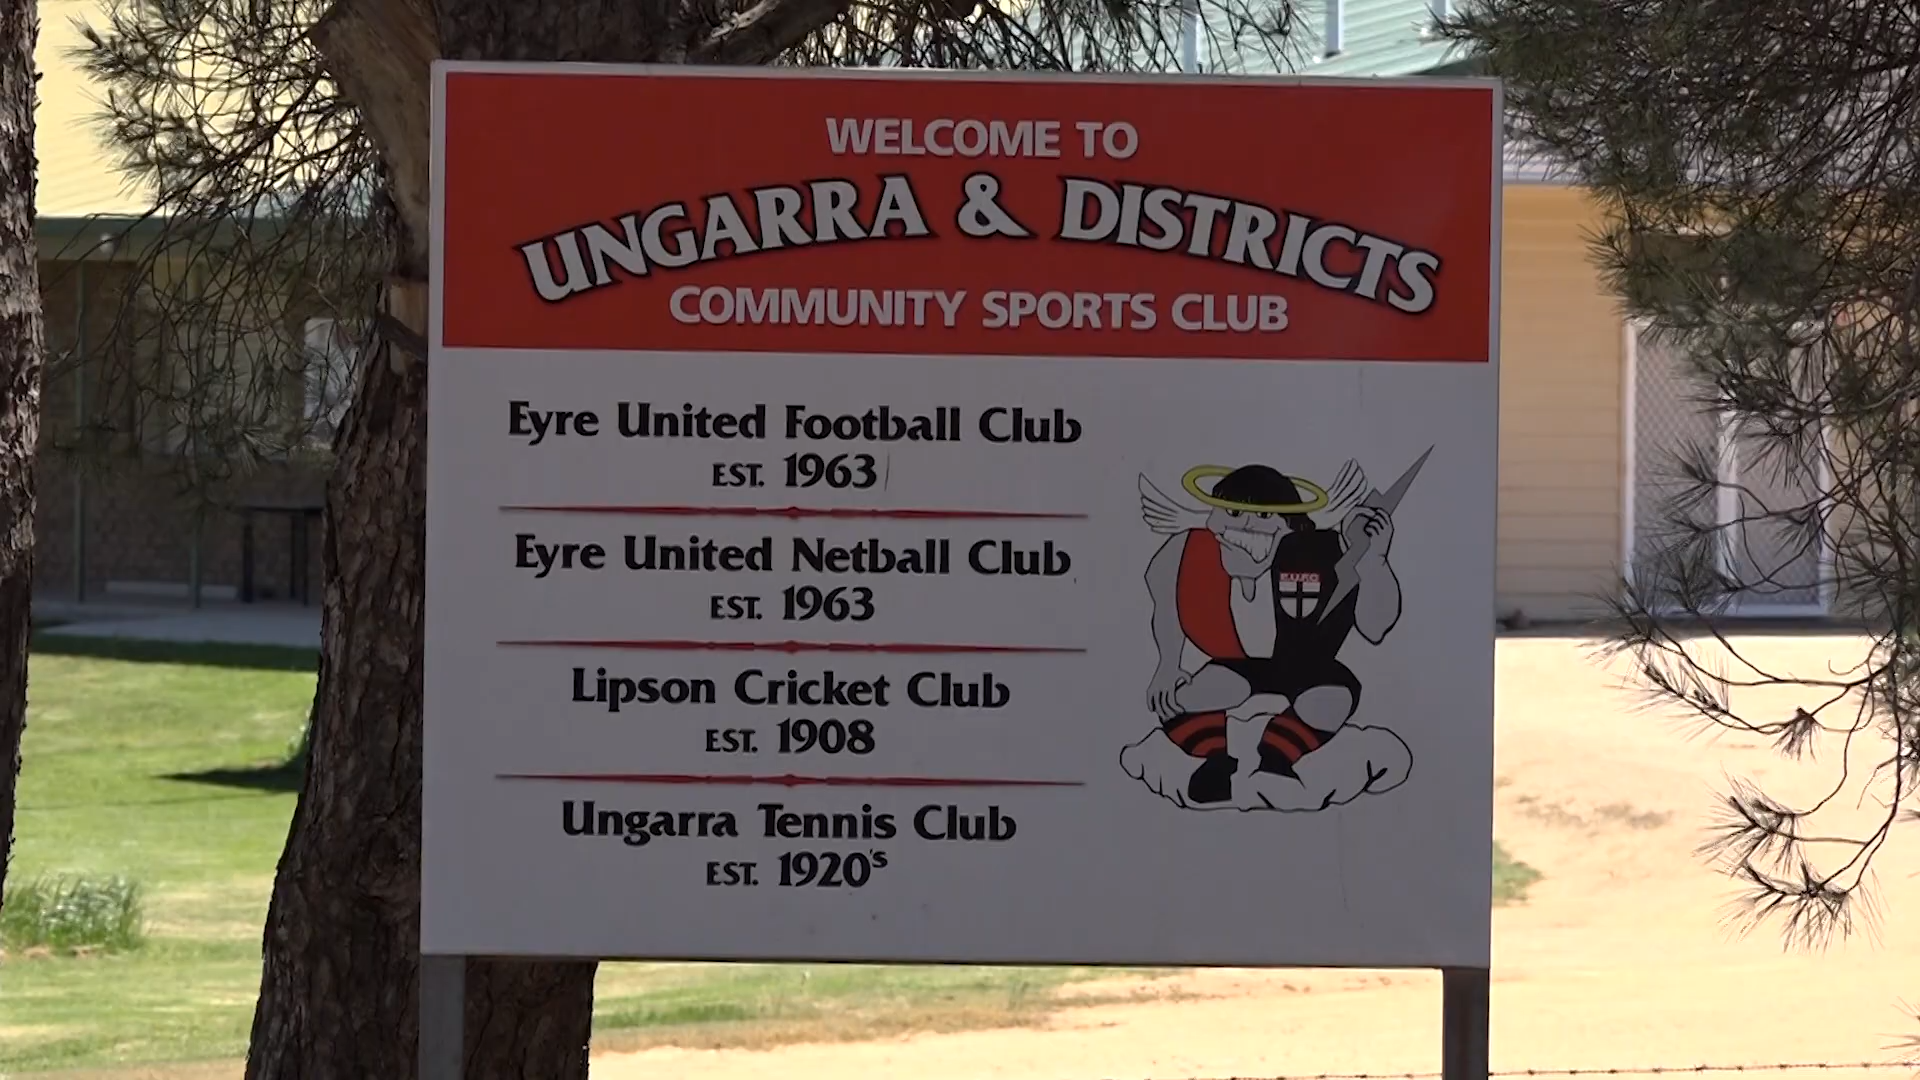 WELCOME TO
UNGARRA & DISTRICTS
COMMUNITY SPORTS CLUB
Eyre United Football Club
EST. 1963
Eyre United Netball Club
EST. 1963
Lipson Cricket Club
EST. 1908
Ungarra Tennis Club
EST. 1920's
E.U.F.C